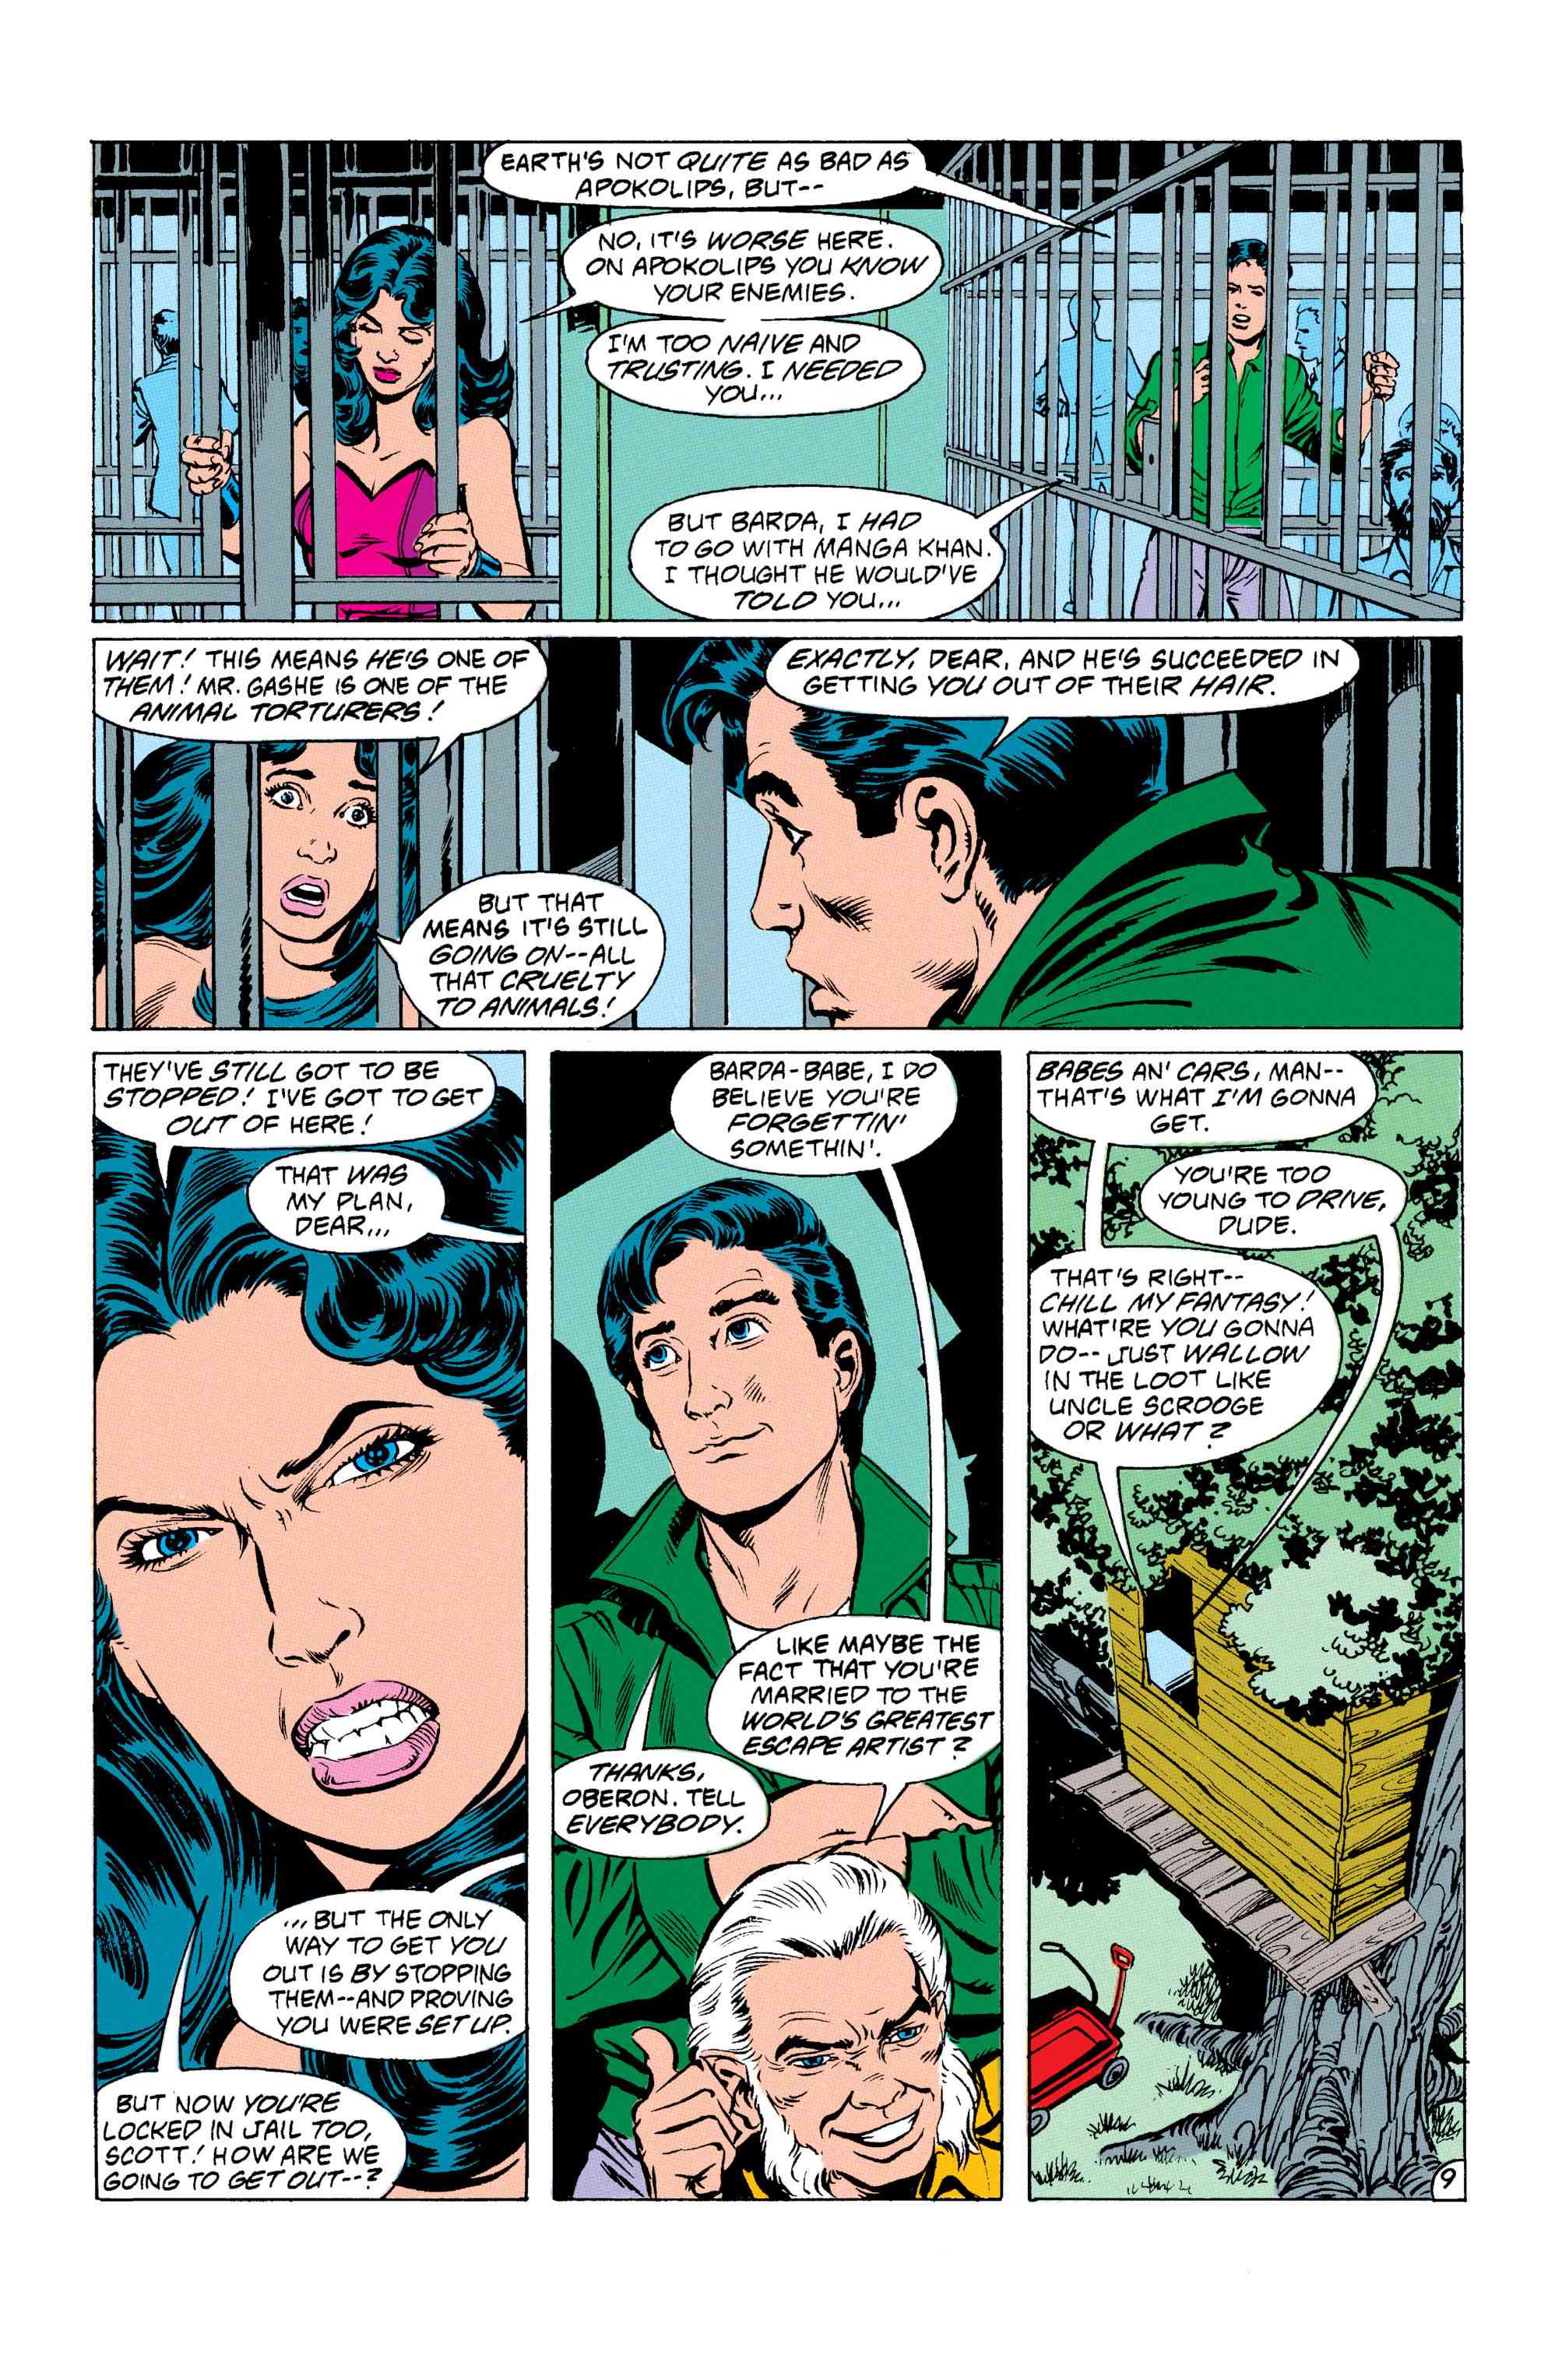 EARTH'S NOT QUITE AS BAD AS
APOKOLIPS, BUT--
NO, IT'S WORSE HERE.
ON APOKOLIPS YOU KNOW
YOUR ENEMIES.
I'M TOO NAIVE AND
TRUSTING. I NEEDED
YOU...
BUT BARDA, I HAD
TO GO WITH MANGA KHAN.
I THOUGHT HE WOULD'VE
TOLD YOU...
WAIT! THIS MEANS HE'S ONE OF
THEM! MR. GASHE IS ONE OF THE
ANIMAL TORTURERS!
EXACTLY, DEAR, AND HE'S SUCCEEDED IN
GETTING YOU OUT OF THEIR HAIR.
BUT THAT
MEANS IT'S STILL
GOING ON--ALL
THAT CRUELTY
TO ANIMALS!
THEY'VE STILL GOT TO BE
STOPPED! I'VE GOT TO GET
OUT OF HERE!
THAT WAS
MY PLAN,
DEAR...
...BUT THE ONLY
WAY TO GET YOU
OUT IS BY STOPPING
THEM--AND PROVING
YOU WERE SET UP.
BUT NOW YOU'RE
LOCKED IN JAIL TOO,
SCOTT! HOW ARE WE
GOING TO GET OUT--?
BARDA-BABE, I DO
BELIEVE YOU'RE
FORGETTIN'
SOMETHIN'.
LIKE MAYBE THE
FACT THAT YOU'RE
MARRIED TO THE
WORLD'S GREATEST
ESCAPE ARTIST?
THANKS,
OBERON. TELL
EVERYBODY.
BABES AN' CARS, MAN--
THAT'S WHAT I'M GONNA
GET.
YOU'RE TOO
YOUNG TO DRIVE,
DUDE.
THAT'S RIGHT--
CHILL MY FANTASY!
WHAT'RE YOU GONNA
DO-- JUST WALLOW
IN THE LOOT LIKE
UNCLE SCROOGE
OR WHAT?
9